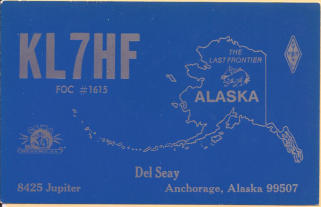 KL7HF
FOC #1615
THE
LAST FRONTIER
ALASKA
Del Seay
8425 Jupiter
Anchorage, Alaska 99507